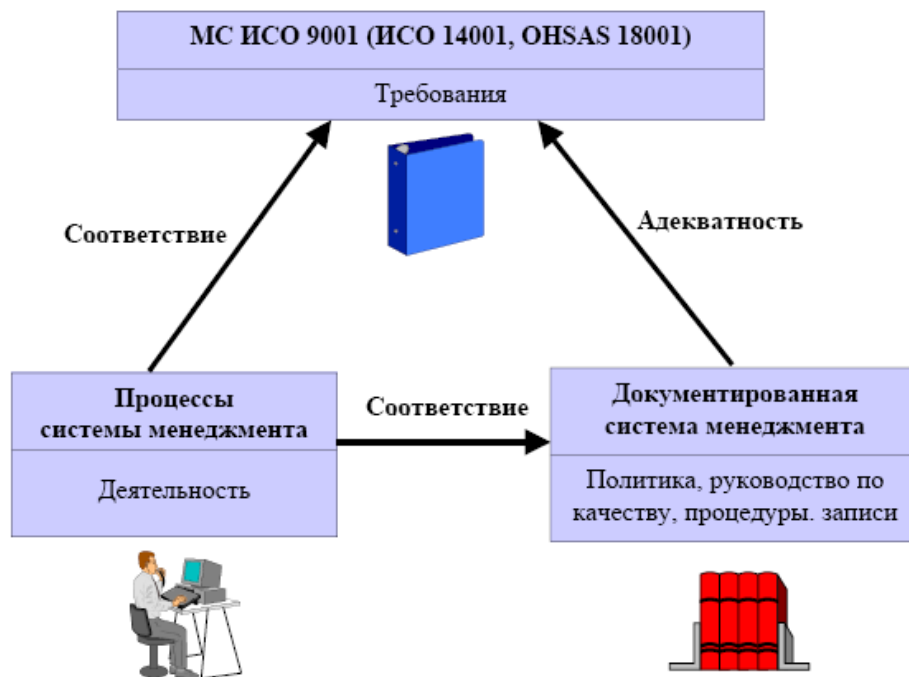 МС ИСО 9001 (ИСО 14001, OHSAS 18001)
Требования
Соответствие
Адекватность
Процессы
системы менеджмента
Деятельность
Соответствие
Документированная
система менеджмента
Политика, руководство по
качеству, процедуры. записи